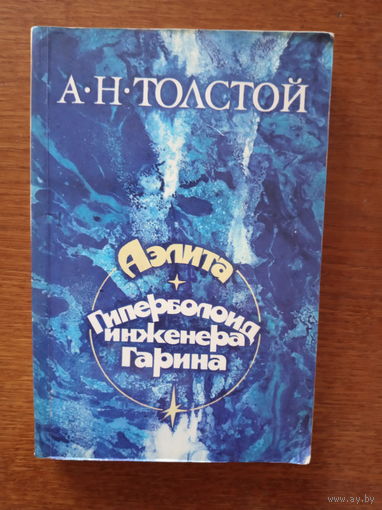 А·Н·ТОЛСТОЙ
Аэлита
Гиперболоид
инженера
Гарина
www.ay.by